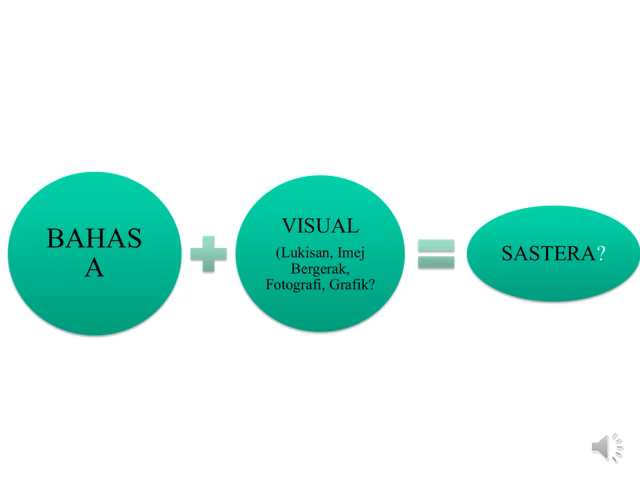 BAHAS
A
VISUAL
(Lukisan, Imej
Bergerak,
Fotografi, Grafik?
SASTERA?